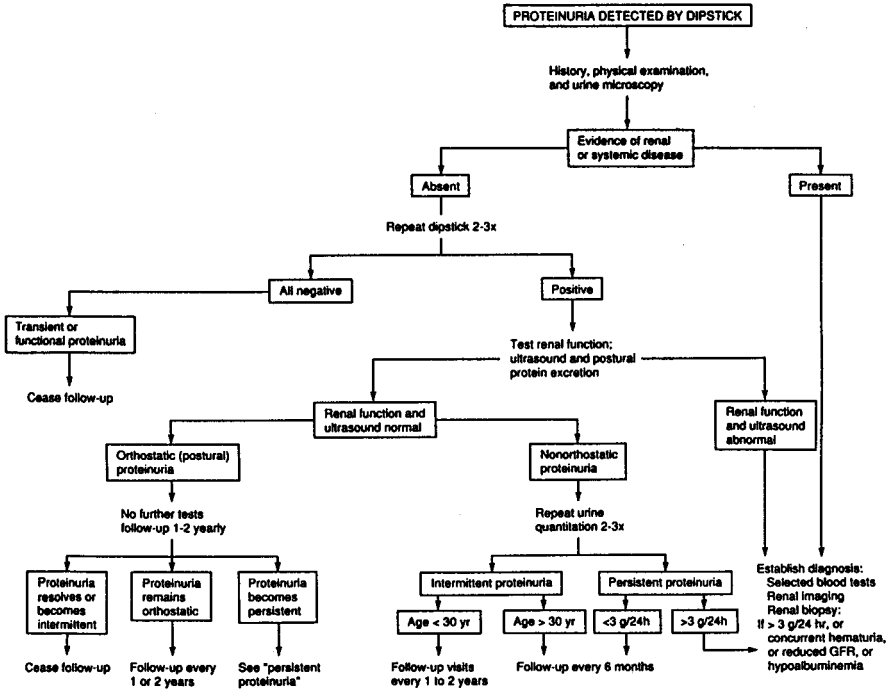 PROTEINURIA DETECTED BY DIPSTICK
History, physical examination,
and urine microscopy
Evidence of renal
or systemic disease
Absent
Present
Repeat dipstick 2-3x
All negative
Positive
Transient or
functional proteinuria
Cease follow-up
Test renal function;
ultrasound and postural
protein excretion
Renal function and
ultrasound normal
Renal function
and ultrasound
abnormal
Orthostatic (postural)
proteinuria
Nonorthostatic
proteinuria
No further tests
follow-up 1-2 yearly
Repeat urine
quantitation 2-3x
Proteinuria
resolves or
becomes
intermittent
Proteinuria
remains
orthostatic
Proteinuria
becomes
persistent
Intermittent proteinuria
Persistent proteinuria
Age < 30 yr
Age > 30 yr
<3 g/24h
>3 g/24h
Cease follow-up
Follow-up every
1 or 2 years
See "persistent
proteinuria"
Follow-up visits
every 1 to 2 years
Follow-up every 6 months
Establish diagnosis:
Selected blood tests
Renal imaging
Renal biopsy:
If > 3 g/24 hr, or
concurrent hematuria,
or reduced GFR, or
hypoalbuminemia